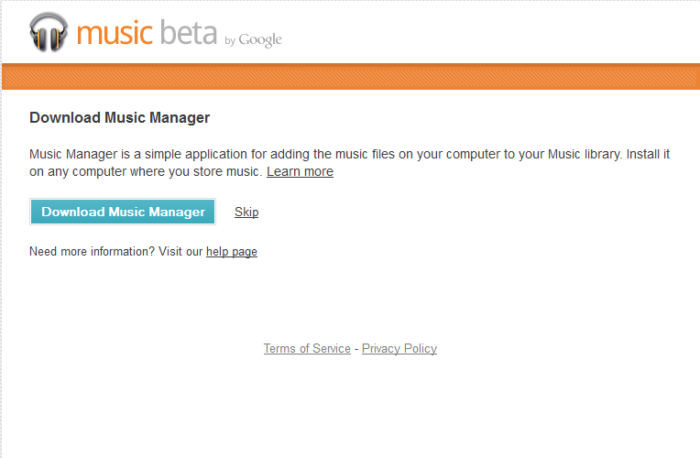 music beta by Google
Download Music Manager
Music Manager is a simple application for adding the music files on your computer to your Music library. Install it
on any computer where you store music. Learn more
Download Music Manager Skip
Need more information? Visit our help page
Terms of Service - Privacy Policy